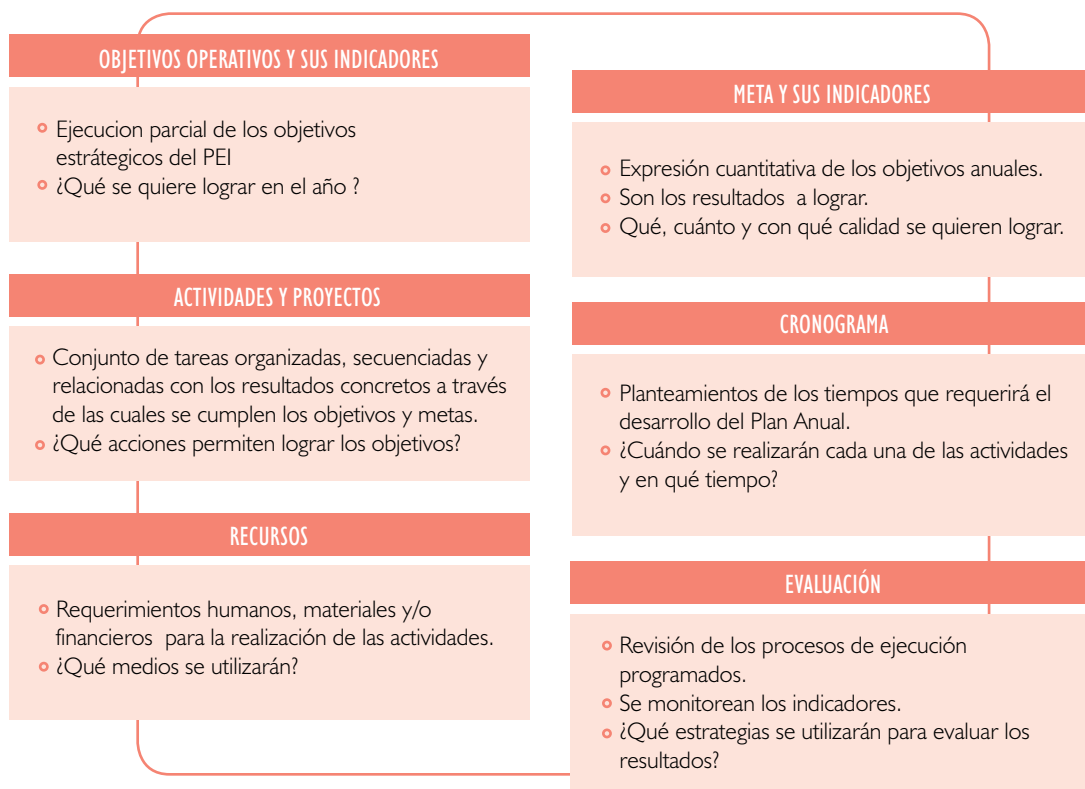 OBJETIVOS OPERATIVOS Y SUS INDICADORES
Ejecucion parcial de los objetivos
estrátegicos del PEI
¿Qué se quiere lograr en el año ?
ACTIVIDADES Y PROYECTOS
Conjunto de tareas organizadas, secuenciadas y
relacionadas con los resultados concretos a través
de las cuales se cumplen los objetivos y metas.
¿Qué acciones permiten lograr los objetivos?
RECURSOS
Requerimientos humanos, materiales y/o
financieros para la realización de las actividades.
¿Qué medios se utilizarán?
META Y SUS INDICADORES
Expresión cuantitativa de los objetivos anuales.
Son los resultados a lograr.
Qué, cuánto y con qué calidad se quieren lograr.
CRONOGRAMA
Planteamientos de los tiempos que requerirá el
desarrollo del Plan Anual.
¿Cuándo se realizarán cada una de las actividades
y en qué tiempo?
EVALUACIÓN
Revisión de los procesos de ejecución
programados.
Se monitorean los indicadores.
¿Qué estrategias se utilizarán para evaluar los
resultados?